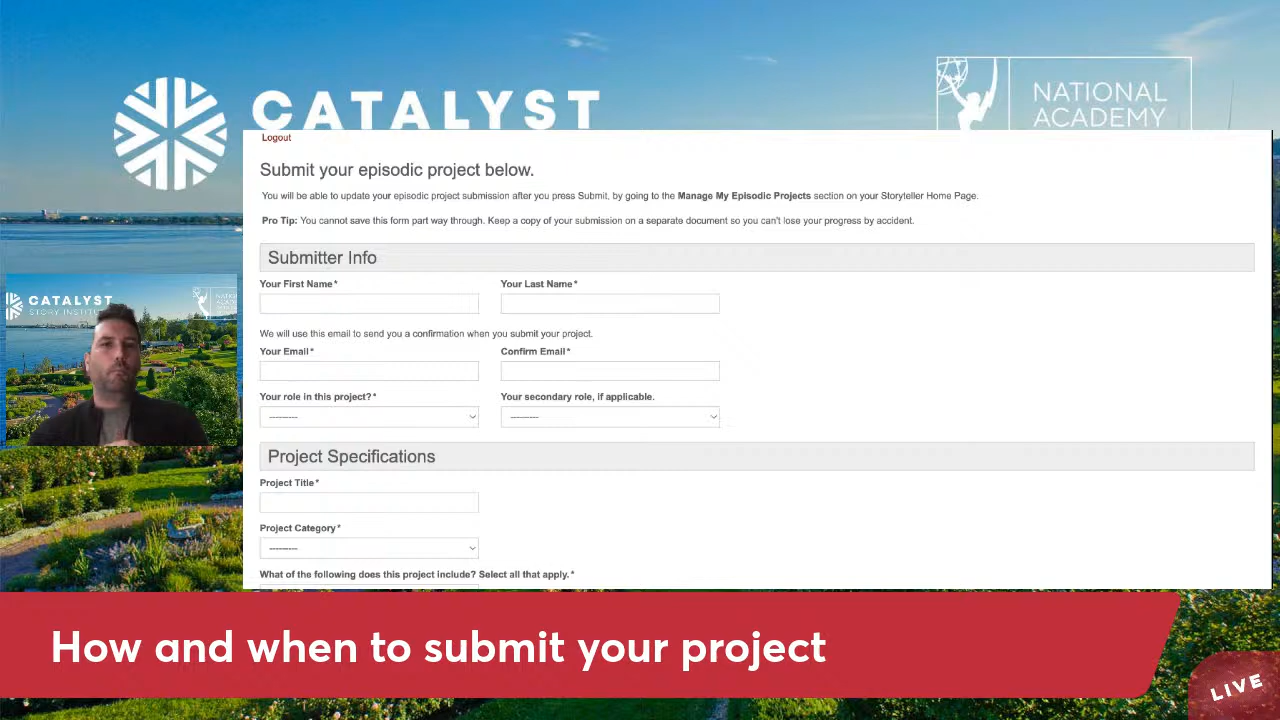 CATALYST
NATIONAL
ACADEMY
Logout
Submit your episodic project below.
You will be able to update your episodic project submission after you press Submit, by going to the Manage My Episodic Projects section on your Storyteller Home Page.
Pro Tip: You cannot save this form part way through. Keep a copy of your submission on a separate document so you can't lose your progress by accident.
Submitter Info
Your First Name*
Your Last Name*
We will use this email to send you a confirmation when you submit your project.
Your Email*
Confirm Email*
Your role in this project?*
Your secondary role, if applicable.
---------
---------
Project Specifications
Project Title*
Project Category*
---------
What of the following does this project include? Select all that apply.*
CATALYST
How and when to submit your project
LIVE